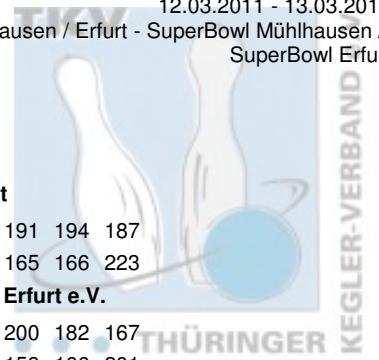 12.03.2011 - 13.03.201
ausen / Erfurt - SuperBowl Mühlhausen /
SuperBowl Erfu
TKV
t
191 194 187
165 166 223
Erfurt e.V.
200 182 167
THÜRINGER
KEGLER-VERBAND